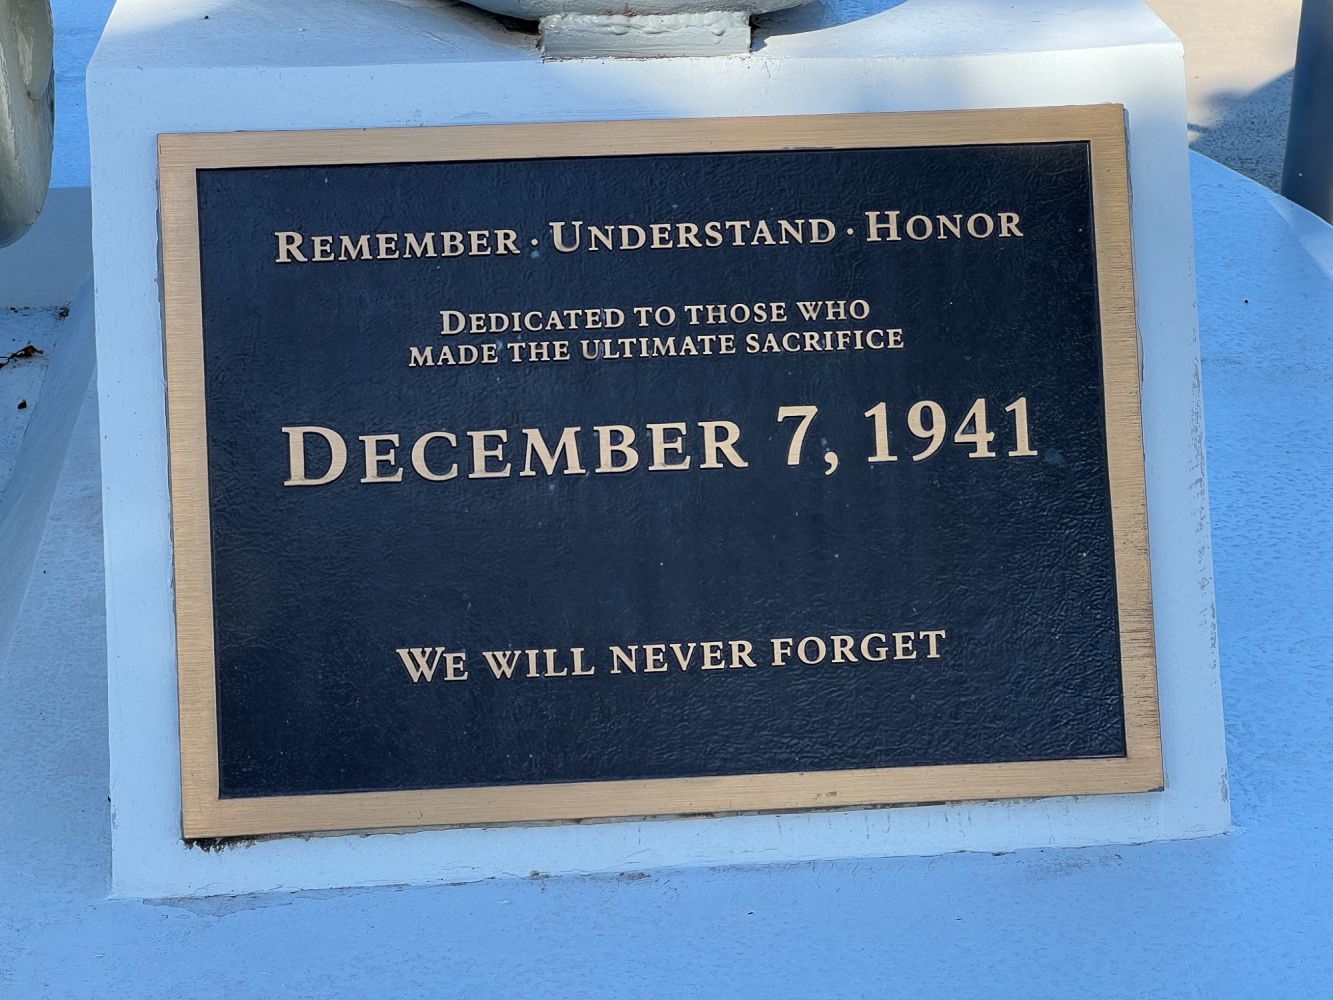 REMEMBER · UNDERSTAND · HONOR
DEDICATED TO THOSE WHO
MADE THE ULTIMATE SACRIFICE
DECEMBER 7, 1941
WE WILL NEVER FORGET